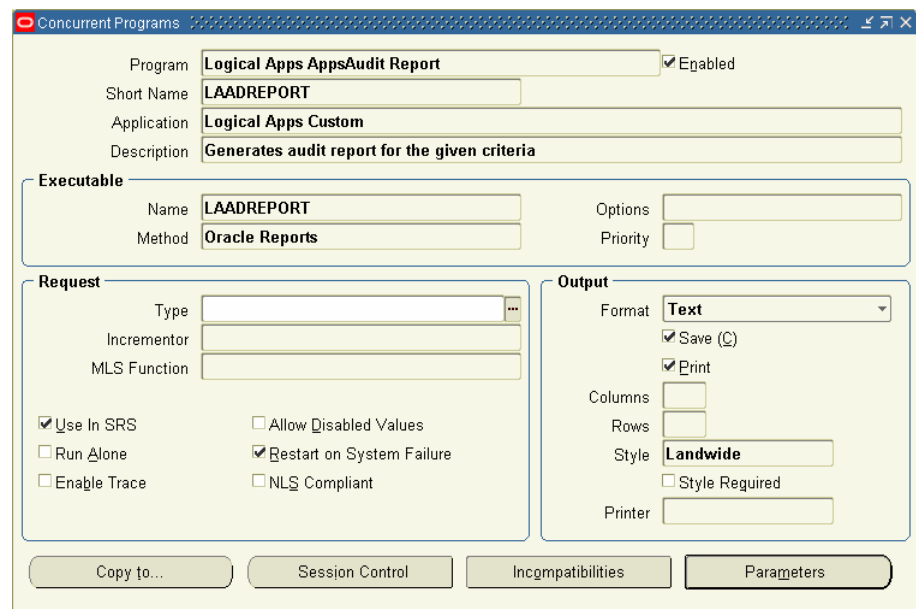 Concurrent Programs
Program Logical Apps AppsAudit Report Enabled
Short Name LAADREPORT
Application Logical Apps Custom
Description Generates audit report for the given criteria
Executable
Name LAADREPORT Options
Method Oracle Reports Priority
Request Output
Type ... Format Text
Incrementor Save (C)
MLS Function Print
Columns
Use In SRS Allow Disabled Values Rows
Run Alone Restart on System Failure Style Landwide
Enable Trace NLS Compliant Style Required
Printer
Copy to... Session Control Incompatibilities Parameters